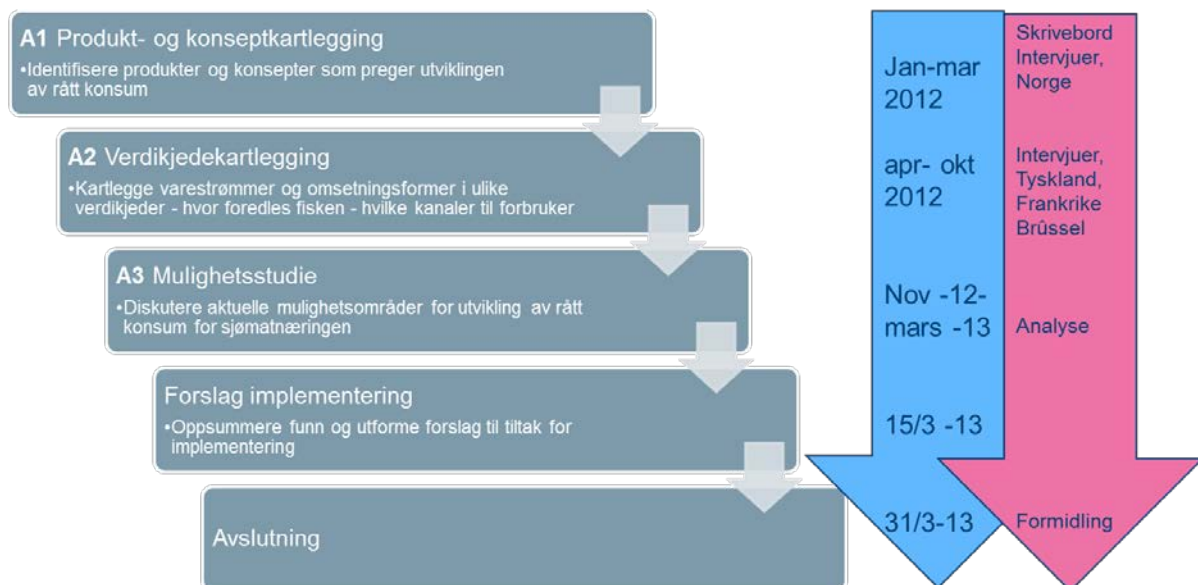 A1 Produkt- og konseptkartlegging
•Identifisere produkter og konsepter som preger utviklingen
av rått konsum
A2 Verdikjedekartlegging
•Kartlegge varestrømmer og omsetningsformer i ulike
verdikjeder - hvor foredles fisken - hvilke kanaler til forbruker
A3 Mulighetsstudie
•Diskutere aktuelle mulighetsområder for utvikling av rått
konsum for sjømatnæringen
Forslag implementering
•Oppsummere funn og utforme forslag til tiltak for
implementering
Avslutning
Jan-mar
2012
apr- okt
2012
Nov -12-
mars -13
15/3 -13
31/3-13
Skrivebord
Intervjuer,
Norge
Intervjuer,
Tyskland,
Frankrike
Brûssel
Analyse
Formidling